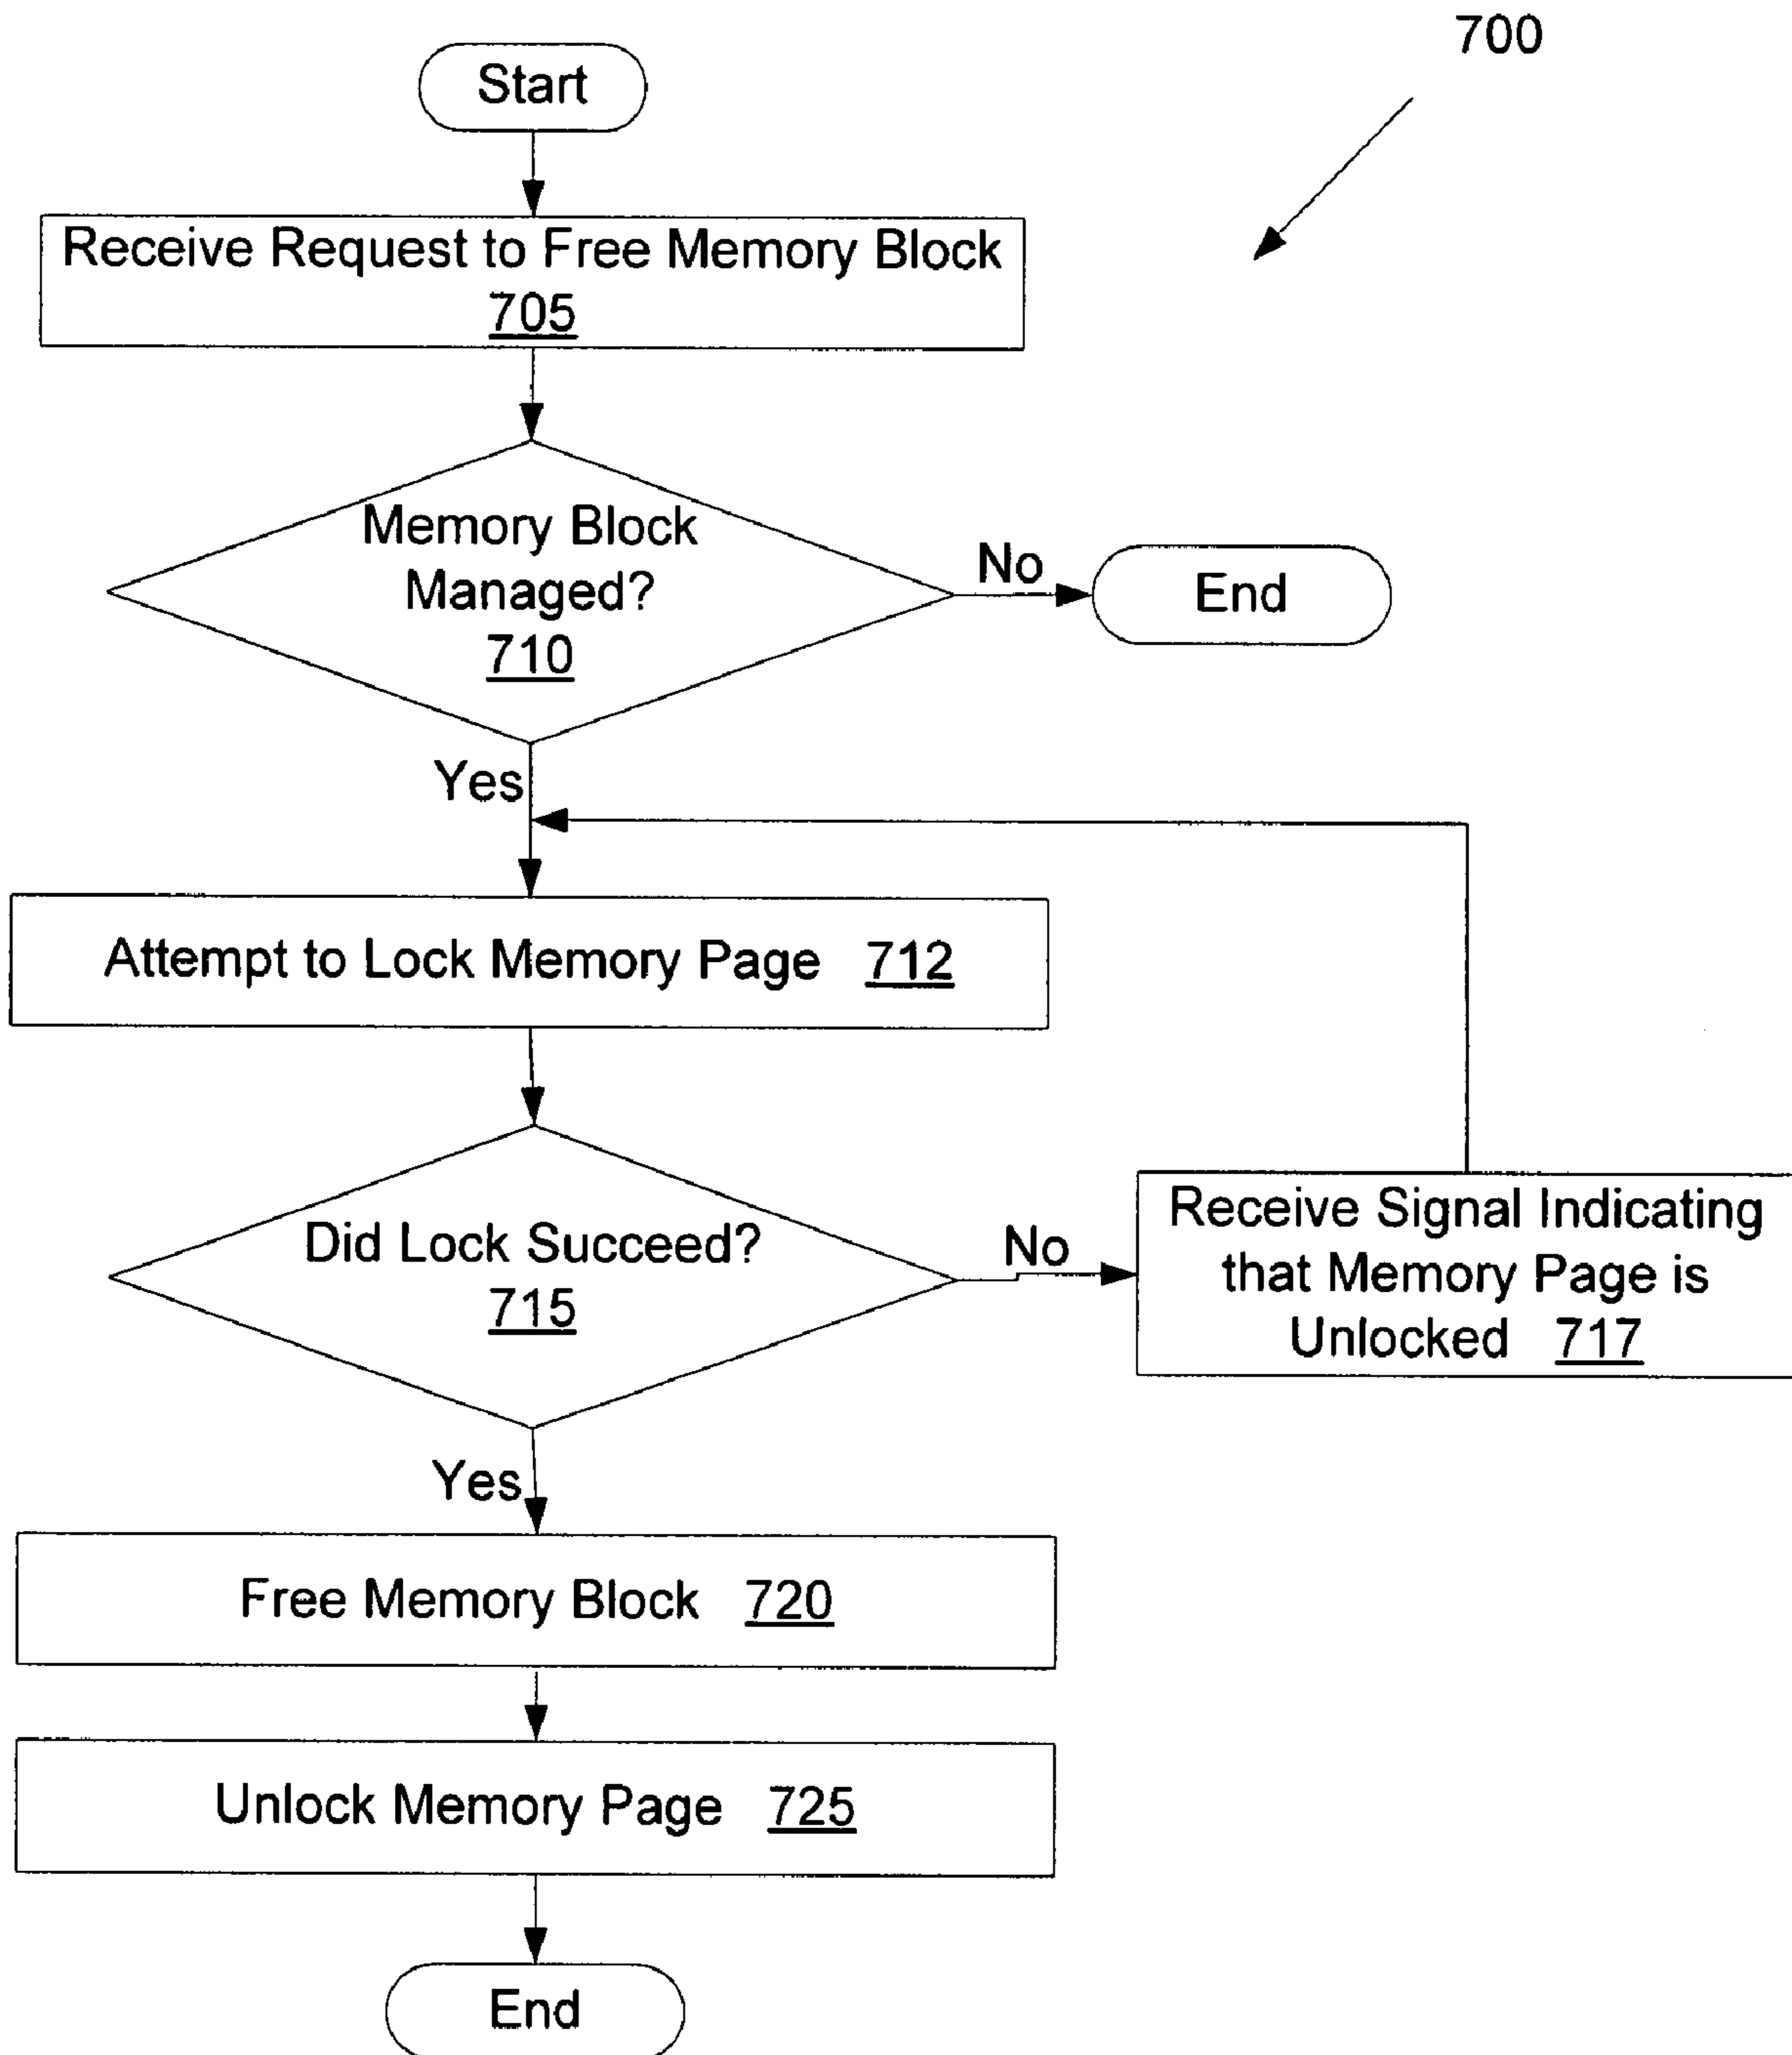 700
Start
Receive Request to Free Memory Block
705
Memory Block
Managed?
710
No
End
Yes
Attempt to Lock Memory Page 712
Did Lock Succeed?
715
No
Receive Signal Indicating
that Memory Page is
Unlocked 717
Yes
Free Memory Block 720
Unlock Memory Page 725
End